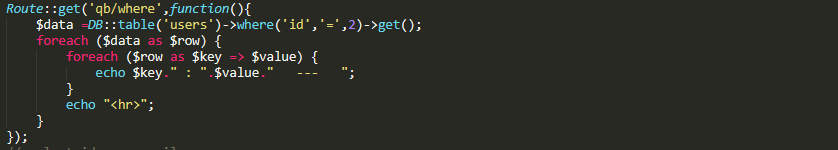 Route::get('qb/where',function(){
$data =DB::table('users')->where('id','=',2)->get();
foreach ($data as $row) {
foreach ($row as $key => $value) {
echo $key." : ".$value."   ---   ";
}
echo "<hr>";
}
});